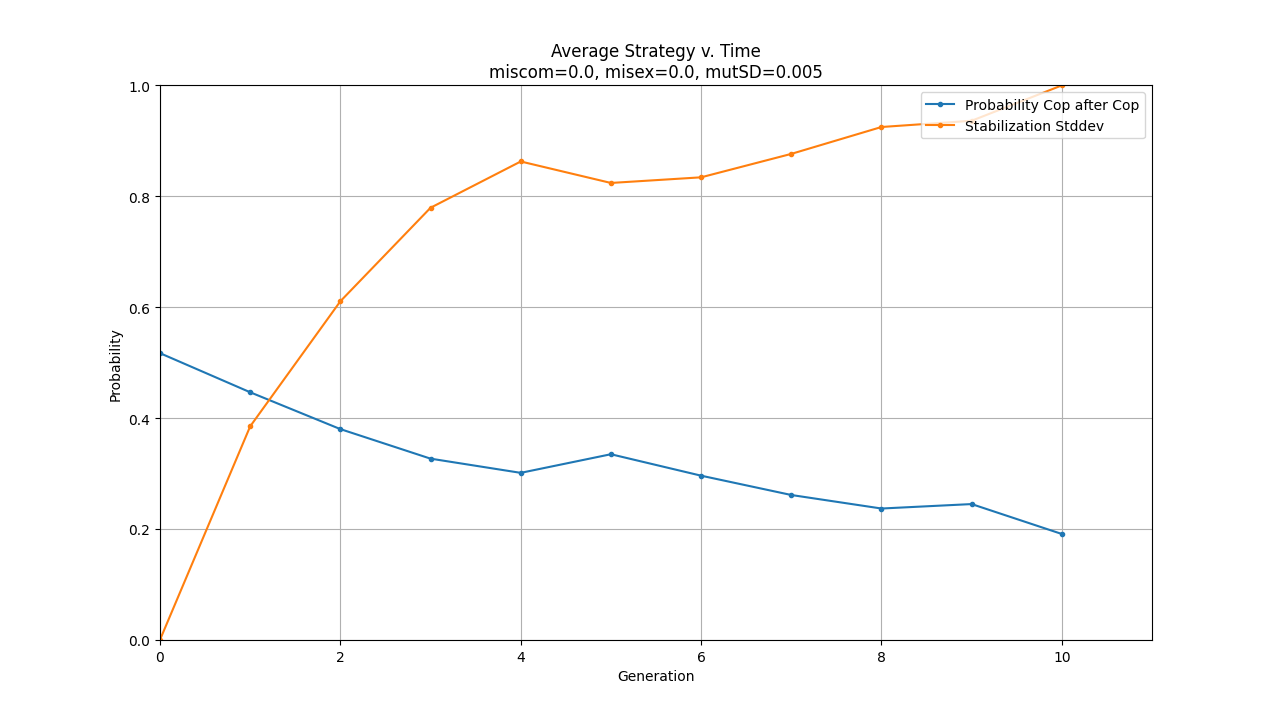 Average Strategy v. Time
miscom=0.0, misex=0.0, mutSD=0.005
Probability Cop after Cop
Stabilization Stddev
1.0
0.8
0.6
0.4
0.2
0.0
Probability
0 2 4 6 8 10
Generation